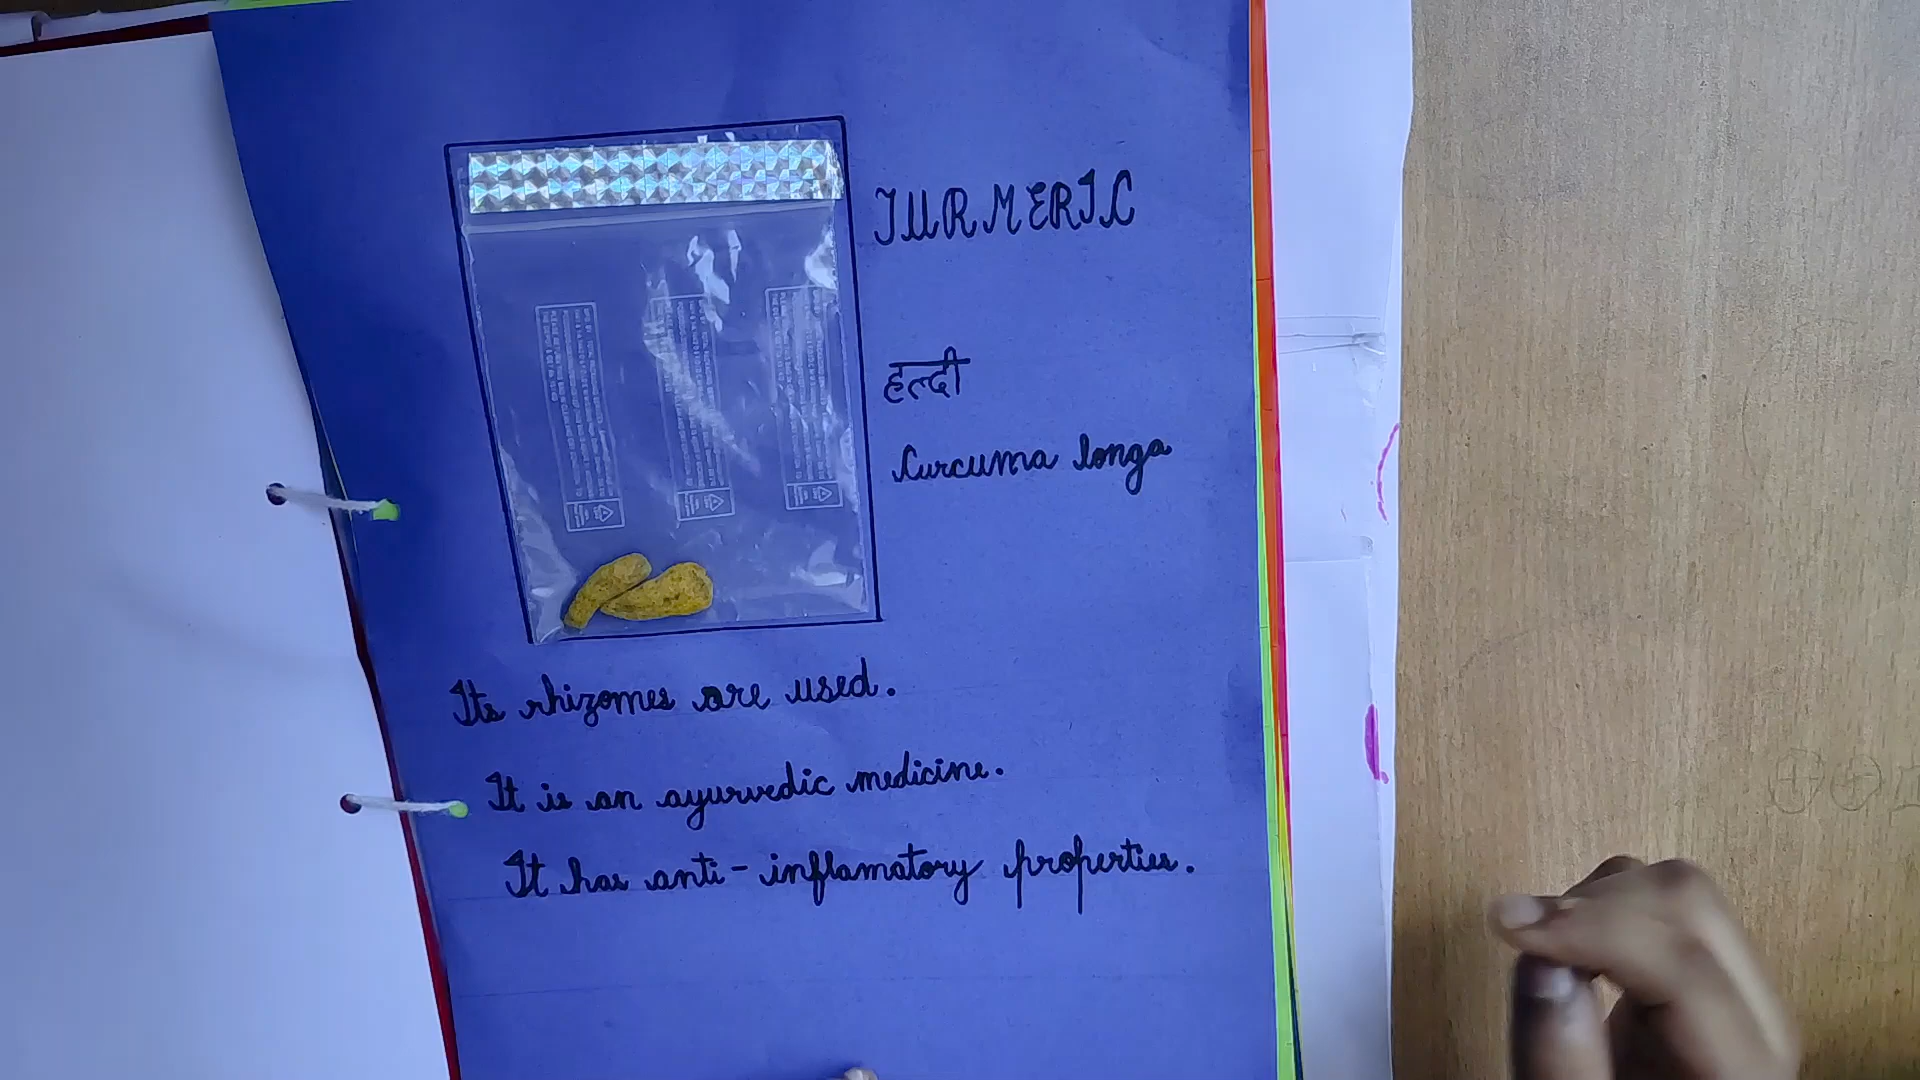 TURMERIC
हल्दी
Curcuma longa
Its rhizomes are used.
It is an ayurvedic medicine.
It has anti-inflamatory properties.